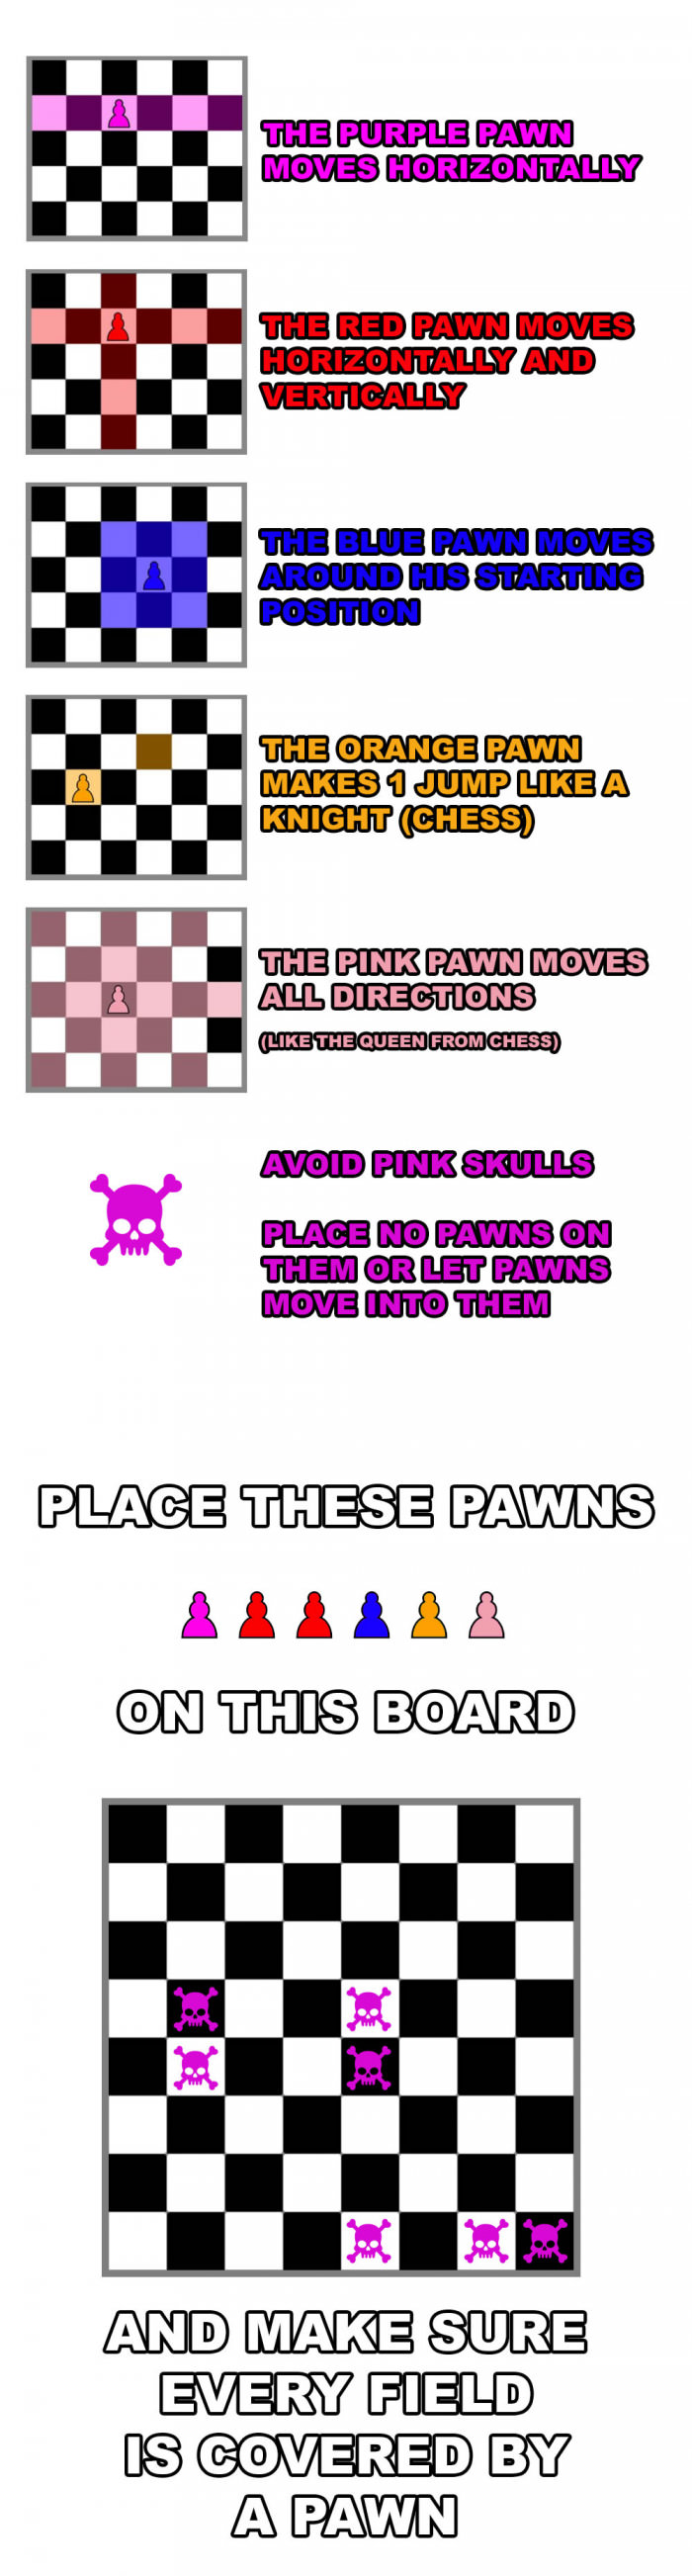 THE PURPLE PAWN
MOVES HORIZONTALLY
THE RED PAWN MOVES
HORIZONTALLY AND
VERTICALLY
THE BLUE PAWN MOVES
AROUND HIS STARTING
POSITION
THE ORANGE PAWN
MAKES 1 JUMP LIKE A
KNIGHT (CHESS)
THE PINK PAWN MOVES
ALL DIRECTIONS
(LIKE THE QUEEN FROM CHESS)
AVOID PINK SKULLS
PLACE NO PAWNS ON
THEM OR LET PAWNS
MOVE INTO THEM
PLACE THESE PAWNS
ON THIS BOARD
AND MAKE SURE
EVERY FIELD
IS COVERED BY
A PAWN